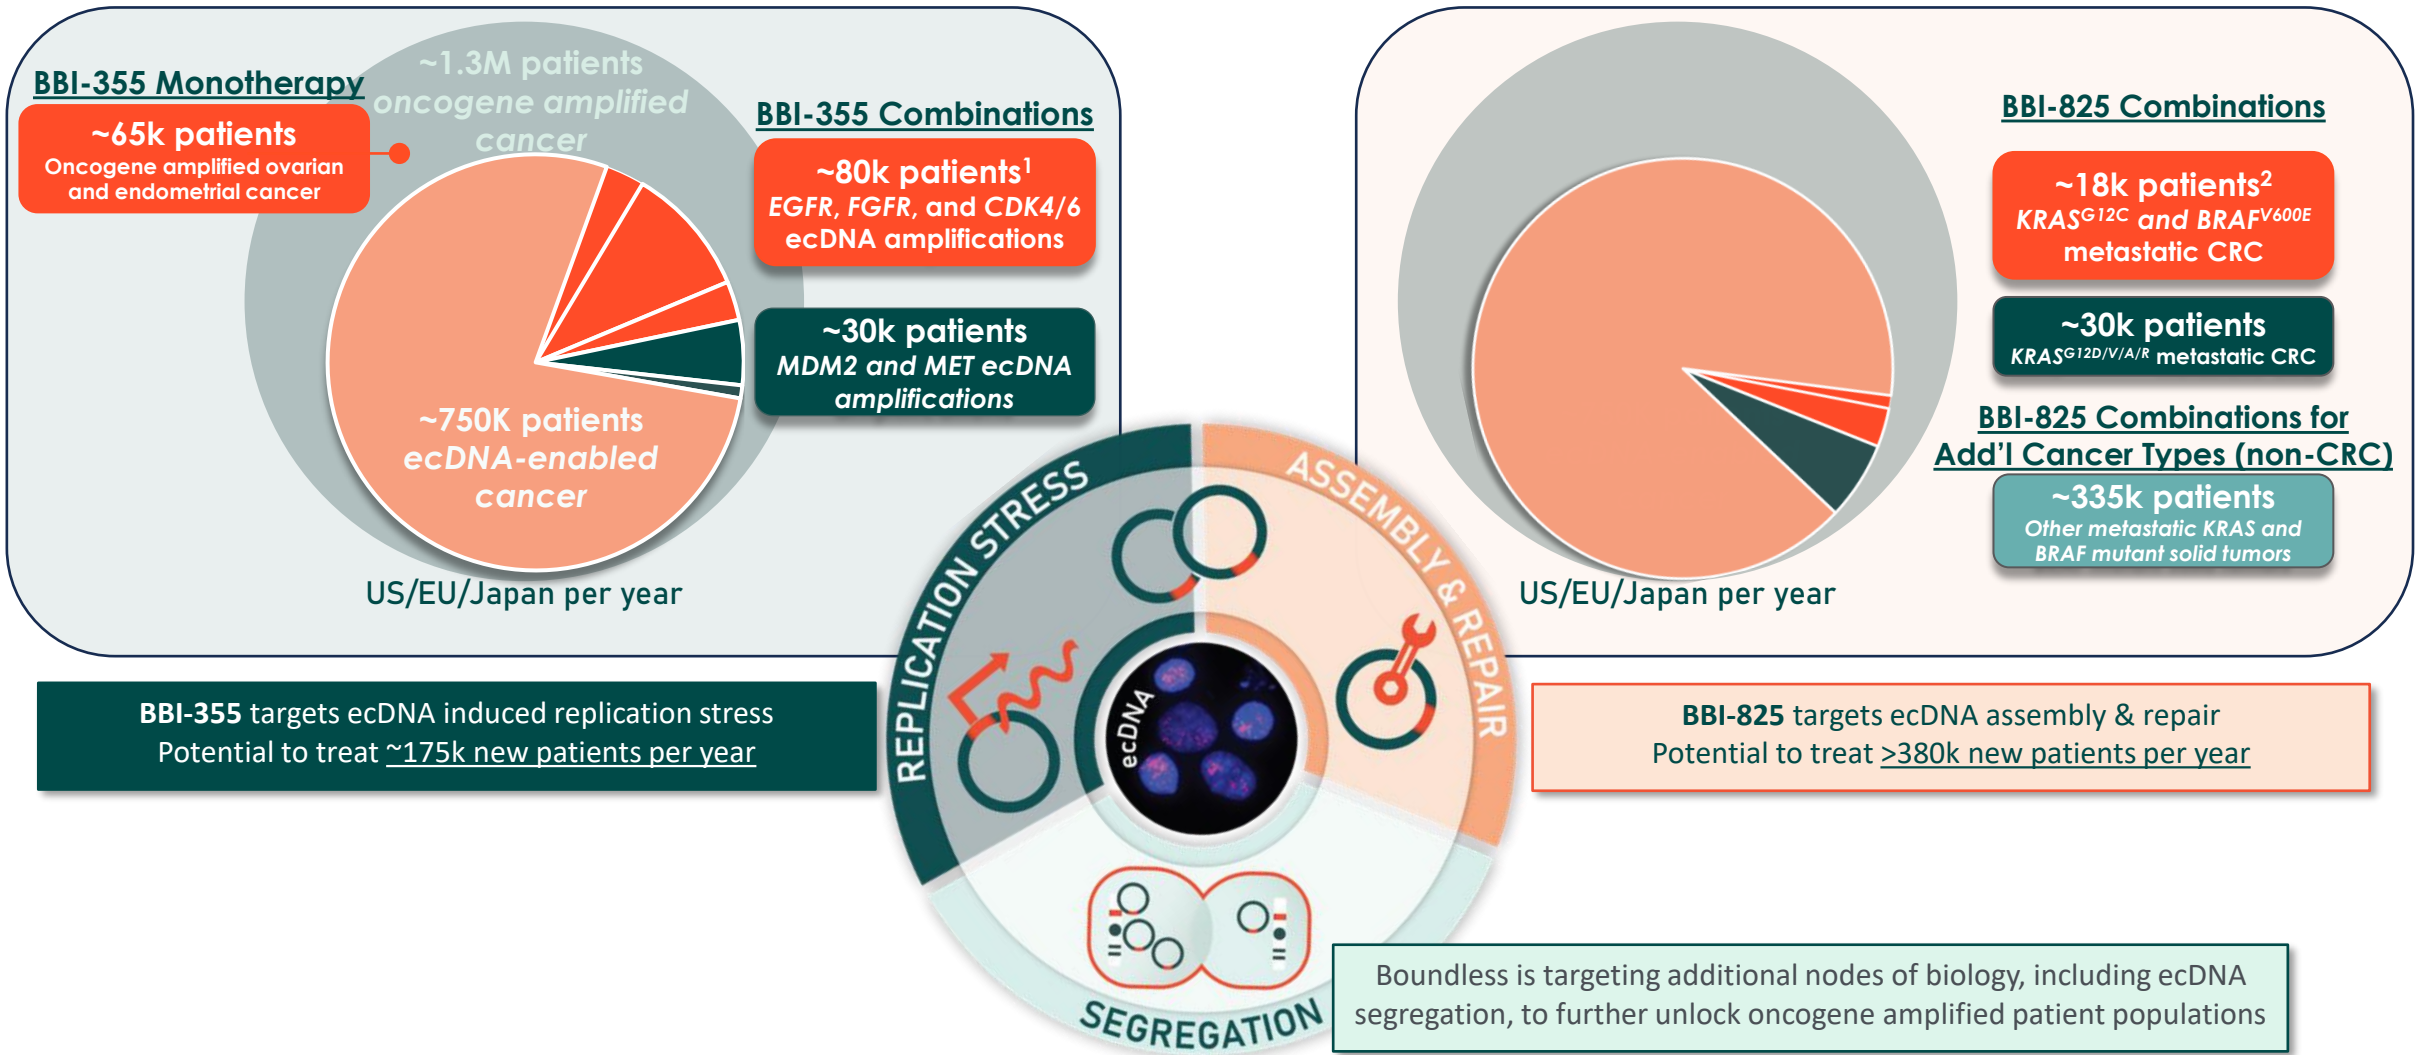 BBI-355 Monotherapy
~65k patients
Oncogene amplified ovarian
and endometrial cancer
~1.3M patients
oncogene amplified
cancer
BBI-355 Combinations
~80k patients¹
EGFR, FGFR, and CDK4/6
ecDNA amplifications
~30k patients
MDM2 and MET ecDNA
amplifications
~750K patients
ecDNA-enabled
cancer
US/EU/Japan per year
BBI-825 Combinations
~18k patients²
KRASᴳ¹²ᶜ and BRAFⱽ⁶⁰⁰ᴱ
metastatic CRC
~30k patients
KRASG12D/V/A/R metastatic CRC
BBI-825 Combinations for
Add'l Cancer Types (non-CRC)
~335k patients
Other metastatic KRAS and
BRAF mutant solid tumors
US/EU/Japan per year
BBI-355 targets ecDNA induced replication stress
Potential to treat ~175k new patients per year
REPLICATION STRESS
ASSEMBLY & REPAIR
ecDNA
SEGREGATION
BBI-825 targets ecDNA assembly & repair
Potential to treat >380k new patients per year
Boundless is targeting additional nodes of biology, including ecDNA
segregation, to further unlock oncogene amplified patient populations